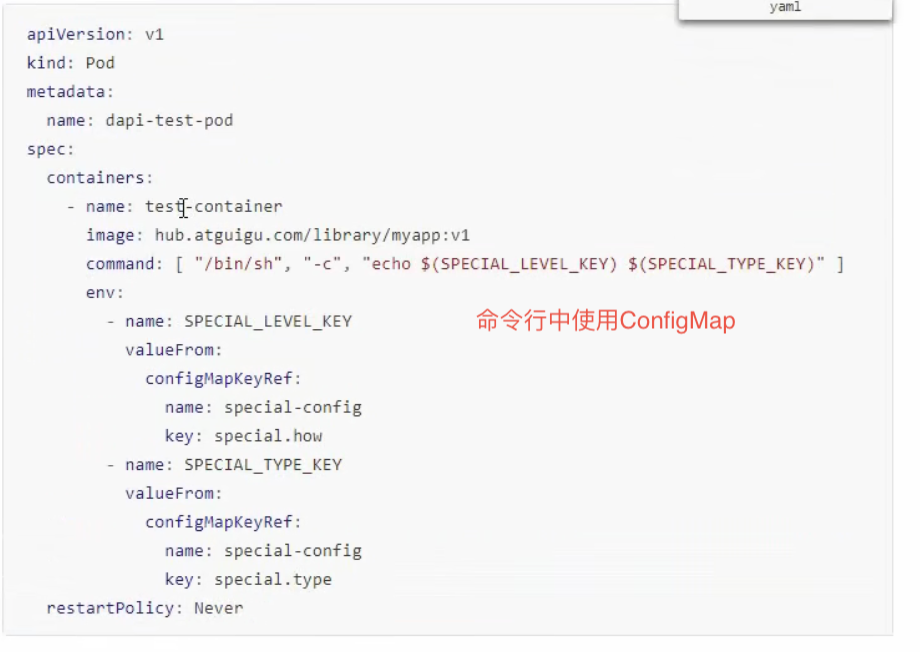 yaml
apiVersion: v1
kind: Pod
metadata:
  name: dapi-test-pod
spec:
  containers:
    - name: test-container
      image: hub.atguigu.com/library/myapp:v1
      command: [ "/bin/sh", "-c", "echo $(SPECIAL_LEVEL_KEY) $(SPECIAL_TYPE_KEY)" ]
      env:
        - name: SPECIAL_LEVEL_KEY
命令行中使用ConfigMap
          valueFrom:
            configMapKeyRef:
              name: special-config
              key: special.how
        - name: SPECIAL_TYPE_KEY
          valueFrom:
            configMapKeyRef:
              name: special-config
              key: special.type
  restartPolicy: Never